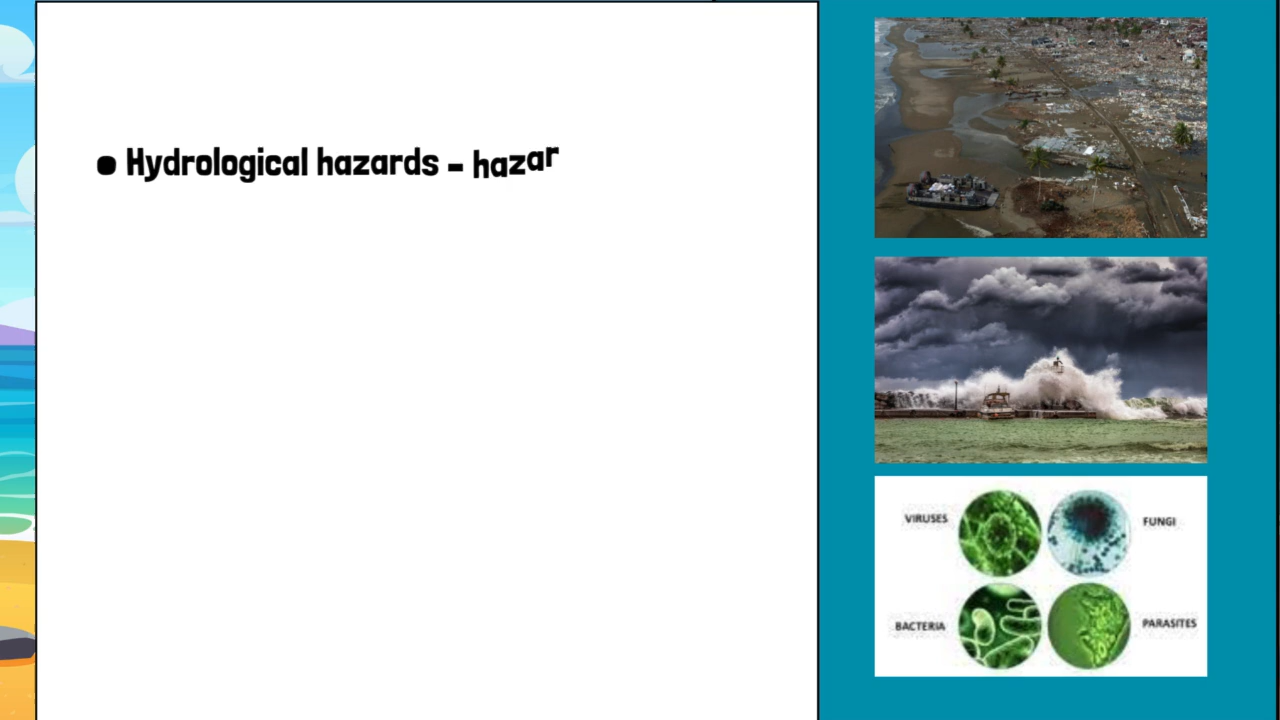 • Hydrological hazards - hazar
VIRUSES
FUNGI
BACTERIA
PARASITES